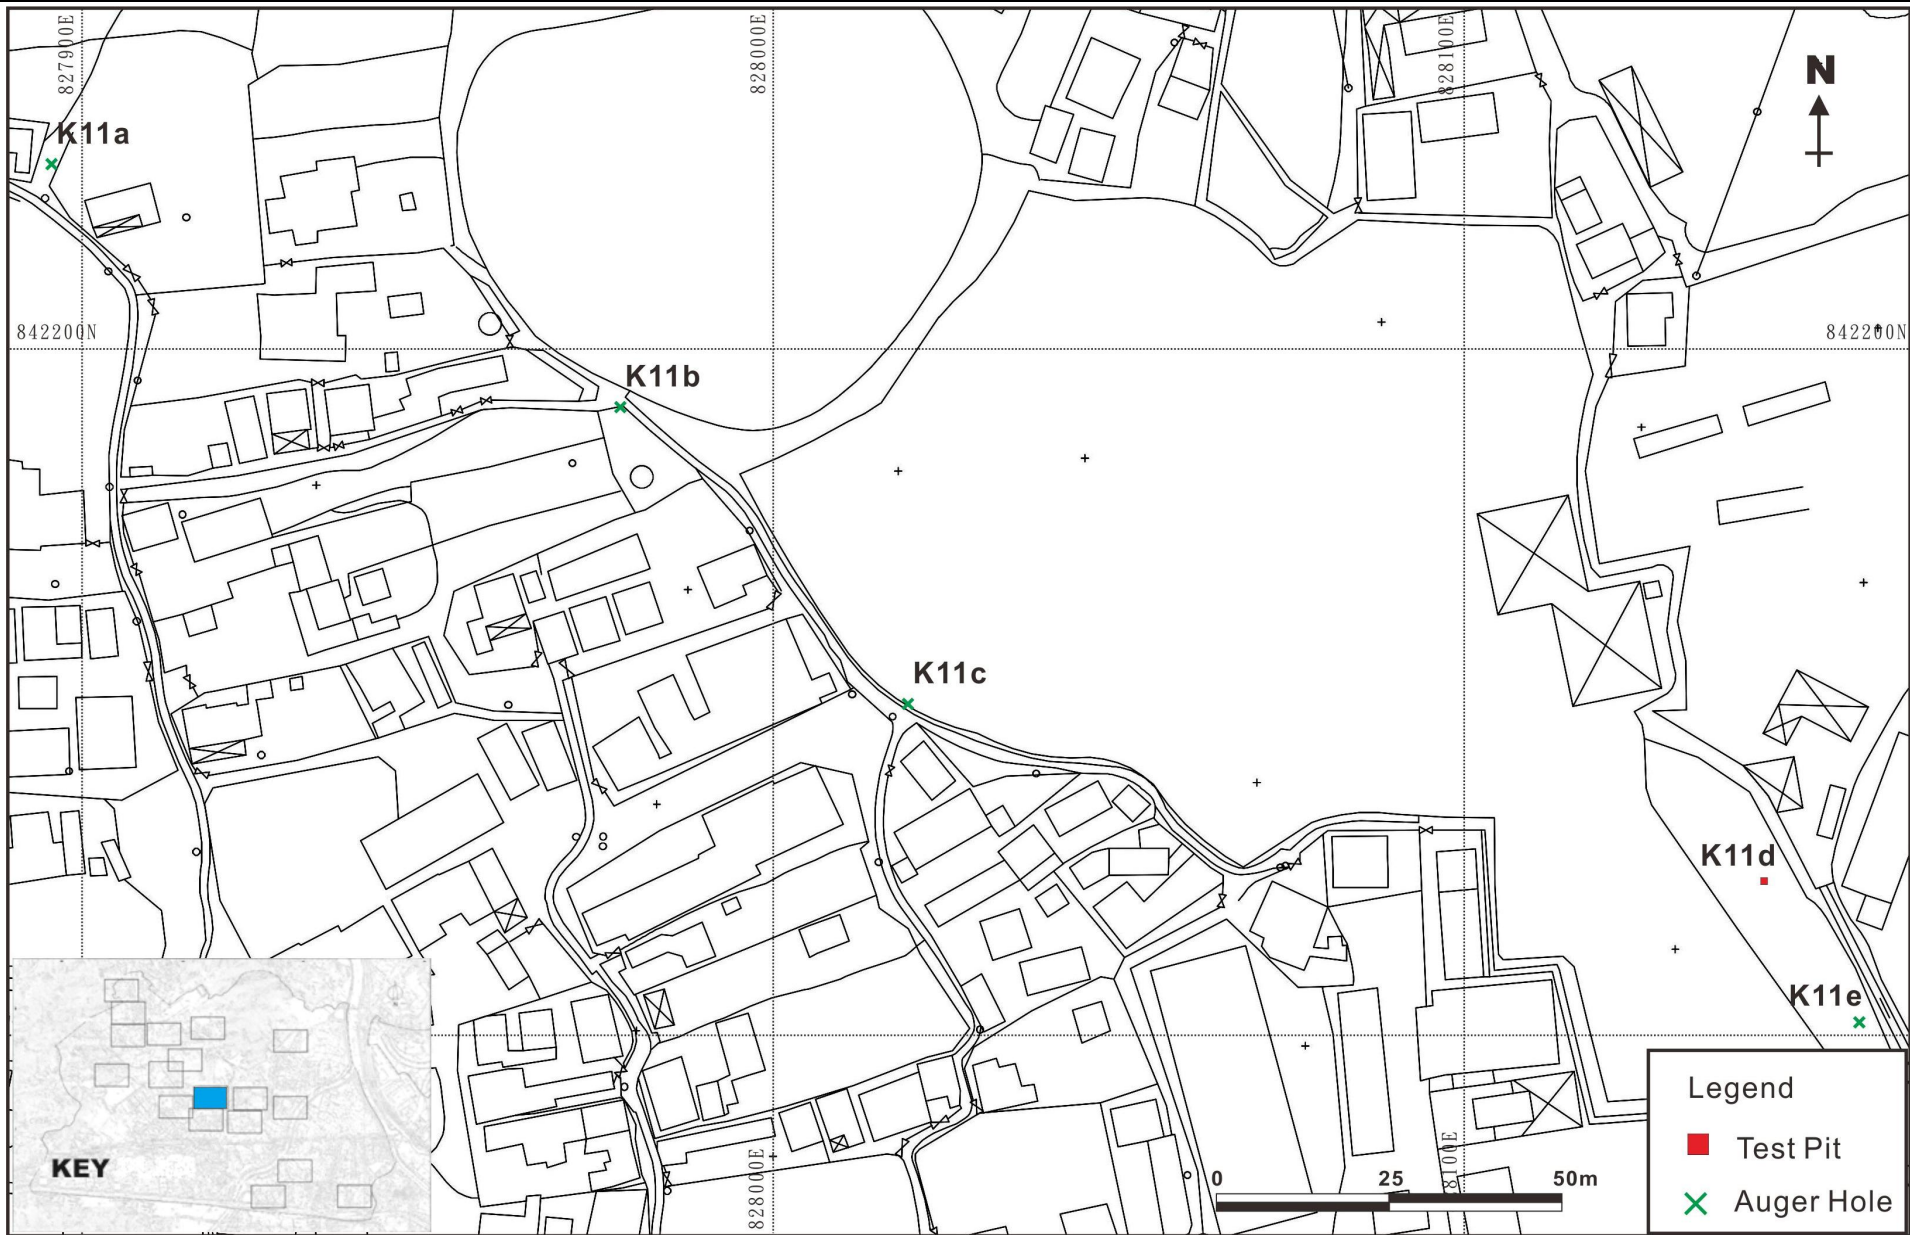 827900E
828000E
828100E
N
K11a
842200N
842200N
K11b
K11c
K11d
K11e
KEY
828000E
8100E
0 25 50m
Legend
Test Pit
Auger Hole